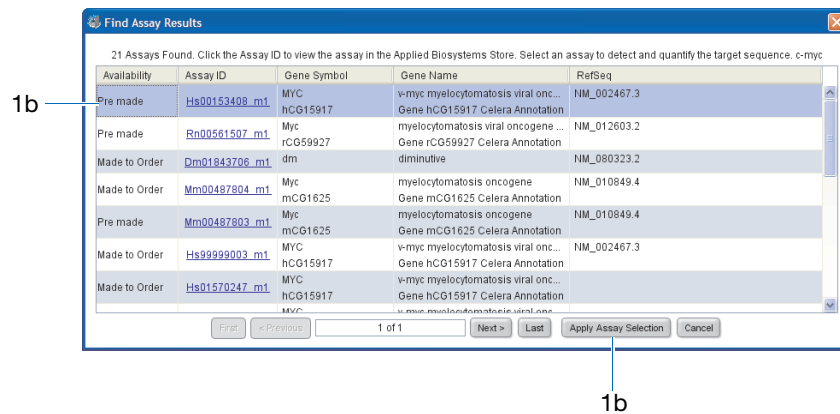 Find Assay Results
21 Assays Found. Click the Assay ID to view the assay in the Applied Biosystems Store. Select an assay to detect and quantify the target sequence. c-myc
Availability Assay ID Gene Symbol Gene Name RefSeq
1b
Pre made Hs00153408_m1 MYC v-myc myelocytomatosis viral onc... NM_002467.3
hCG15917 Gene hCG15917 Celera Annotation
Pre made Rn00561507_m1 Myc myelocytomatosis viral oncogene ... NM_012603.2
rCG59927 Gene rCG59927 Celera Annotation
Made to Order Dm01843706_m1 dm diminutive NM_080323.2
Made to Order Mm00487804_m1 Myc myelocytomatosis oncogene NM_010849.4
mCG1625 Gene mCG1625 Celera Annotation
Pre made Mm00487803_m1 Myc myelocytomatosis oncogene NM_010849.4
mCG1625 Gene mCG1625 Celera Annotation
Made to Order Hs99999003_m1 MYC v-myc myelocytomatosis viral onc... NM_002467.3
hCG15917 Gene hCG15917 Celera Annotation
Made to Order Hs01570247_m1 MYC v-myc myelocytomatosis viral onc...
hCG15917 Gene hCG15917 Celera Annotation
MYC v-myc myelocytomatosis viral onc...
First < Previous 1 of 1 Next > Last Apply Assay Selection Cancel
1b